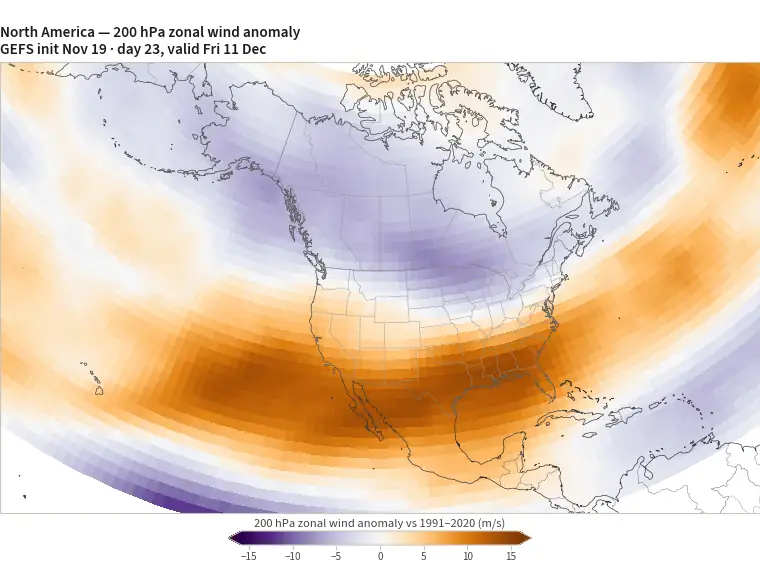 North America — 200 hPa zonal wind anomaly
GEFS init Nov 19 · day 23, valid Fri 11 Dec
200 hPa zonal wind anomaly vs 1991−2020 (m/s)
−15 −10 −5 0 5 10 15